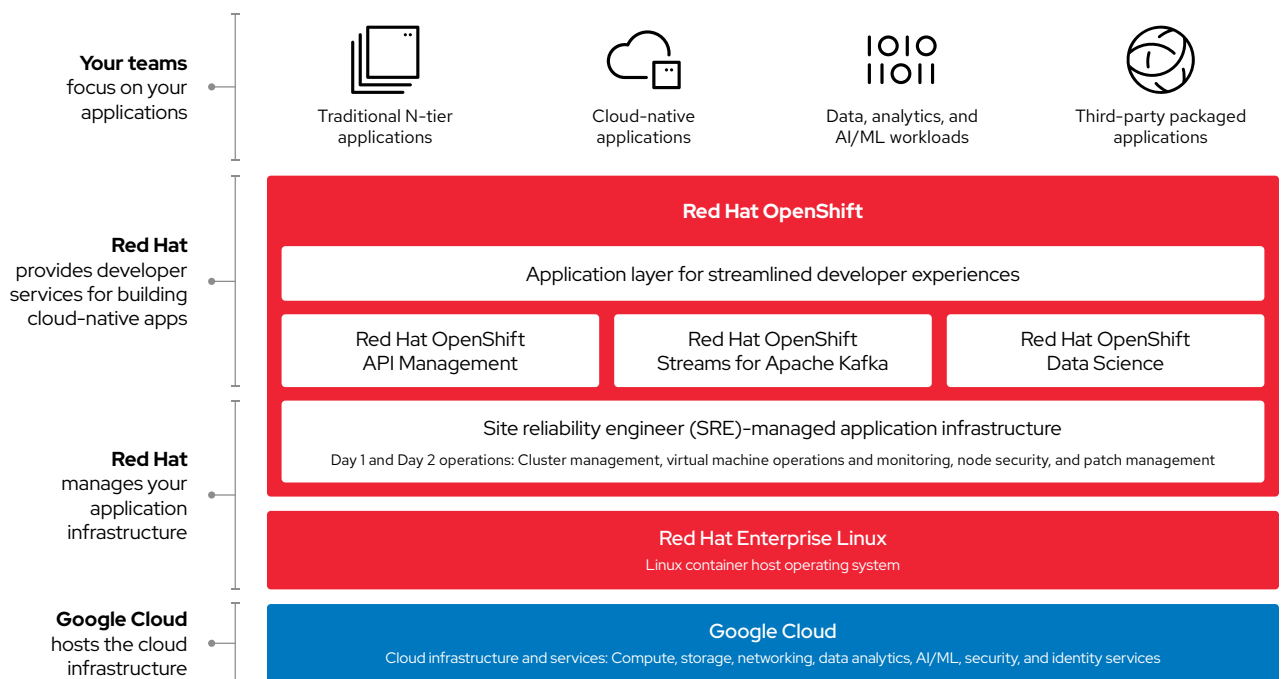 Your teams
focus on your
applications
1010
11011
Traditional N-tier
applications
Cloud-native
applications
Data, analytics, and
AI/ML workloads
Third-party packaged
applications
Red Hat
provides developer
services for building
cloud-native apps
Red Hat OpenShift
Application layer for streamlined developer experiences
Red Hat OpenShift
API Management
Red Hat OpenShift
Streams for Apache Kafka
Red Hat OpenShift
Data Science
Red Hat
manages your
application
infrastructure
Site reliability engineer (SRE)-managed application infrastructure
Day 1 and Day 2 operations: Cluster management, virtual machine operations and monitoring, node security, and patch management
Red Hat Enterprise Linux
Linux container host operating system
Google Cloud
hosts the cloud
infrastructure
Google Cloud
Cloud infrastructure and services: Compute, storage, networking, data analytics, AI/ML, security, and identity services